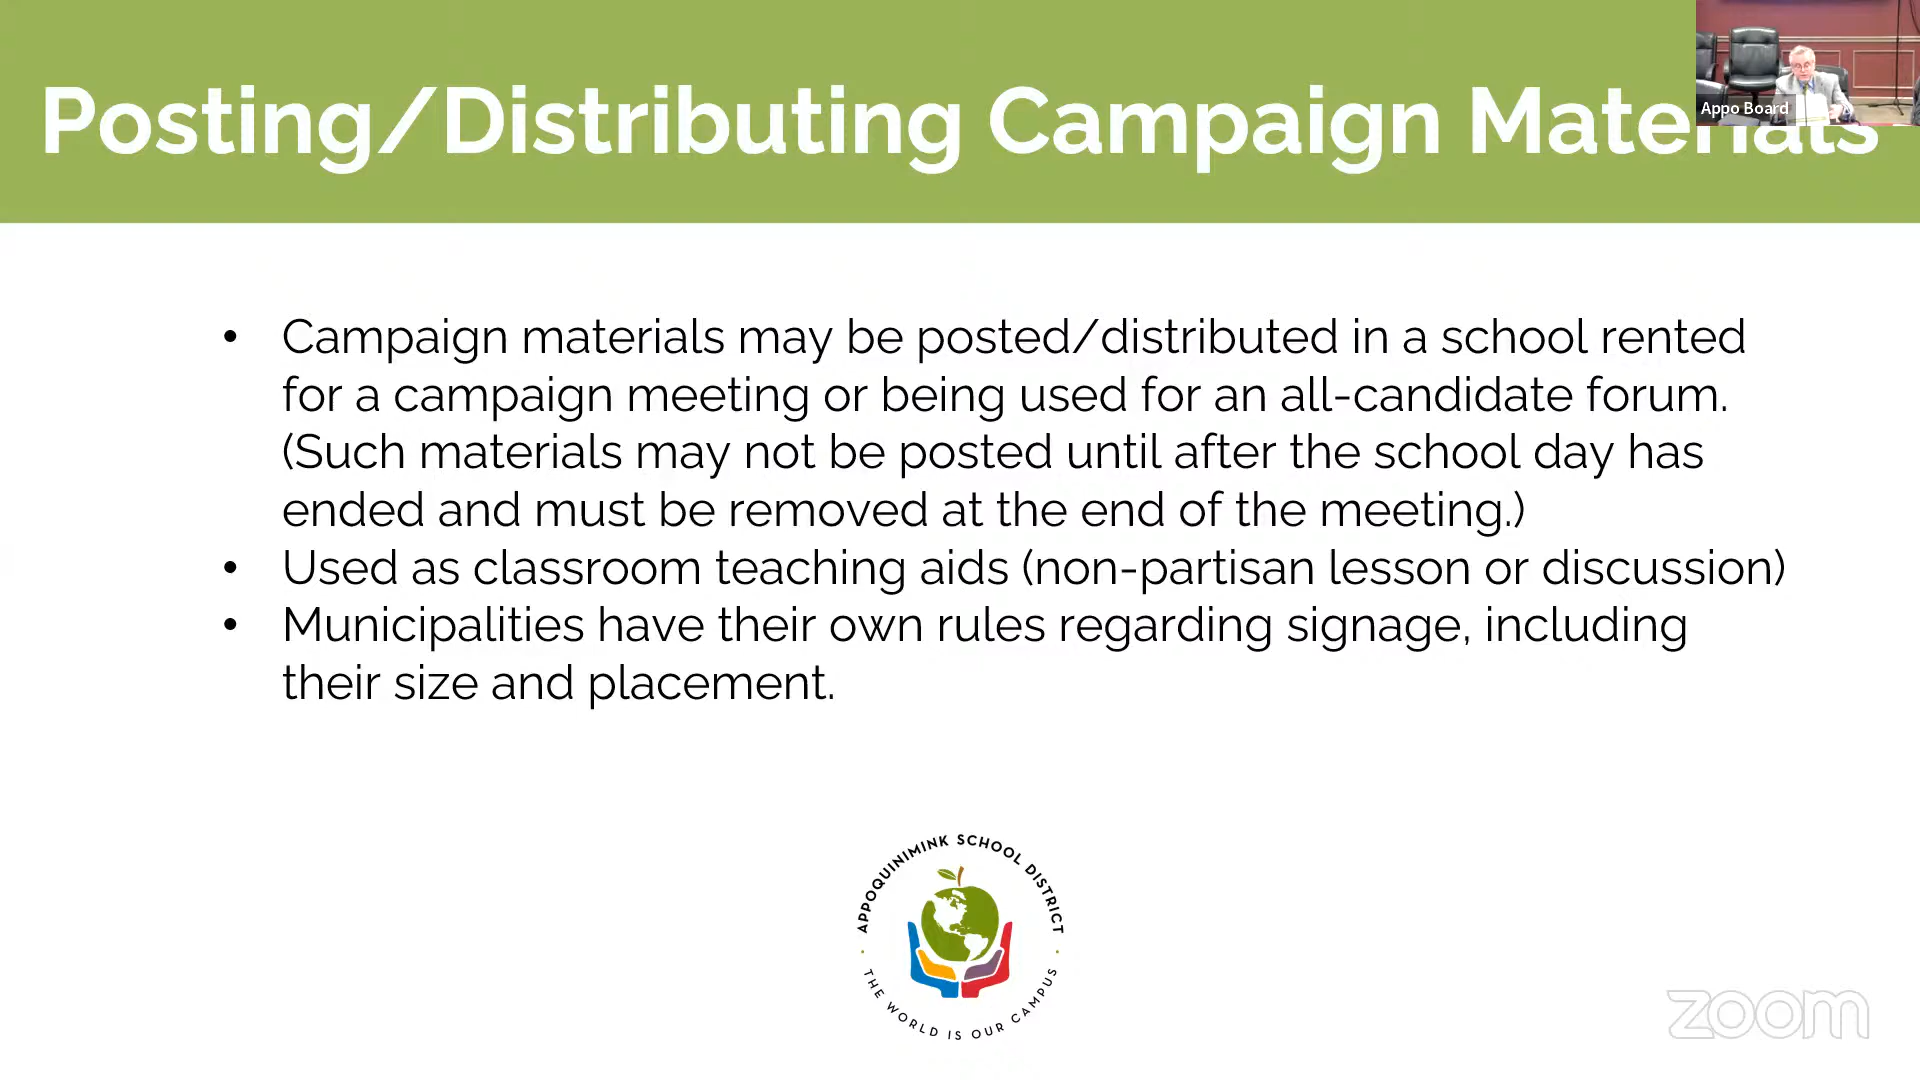 Posting/Distributing Campaign Materials
Appo Board
• Campaign materials may be posted/distributed in a school rented
for a campaign meeting or being used for an all-candidate forum.
(Such materials may not be posted until after the school day has
ended and must be removed at the end of the meeting.)
• Used as classroom teaching aids (non-partisan lesson or discussion)
• Municipalities have their own rules regarding signage, including
their size and placement.
APPOQUINIMINK SCHOOL DISTRICT
THE WORLD IS OUR CAMPUS
zoom